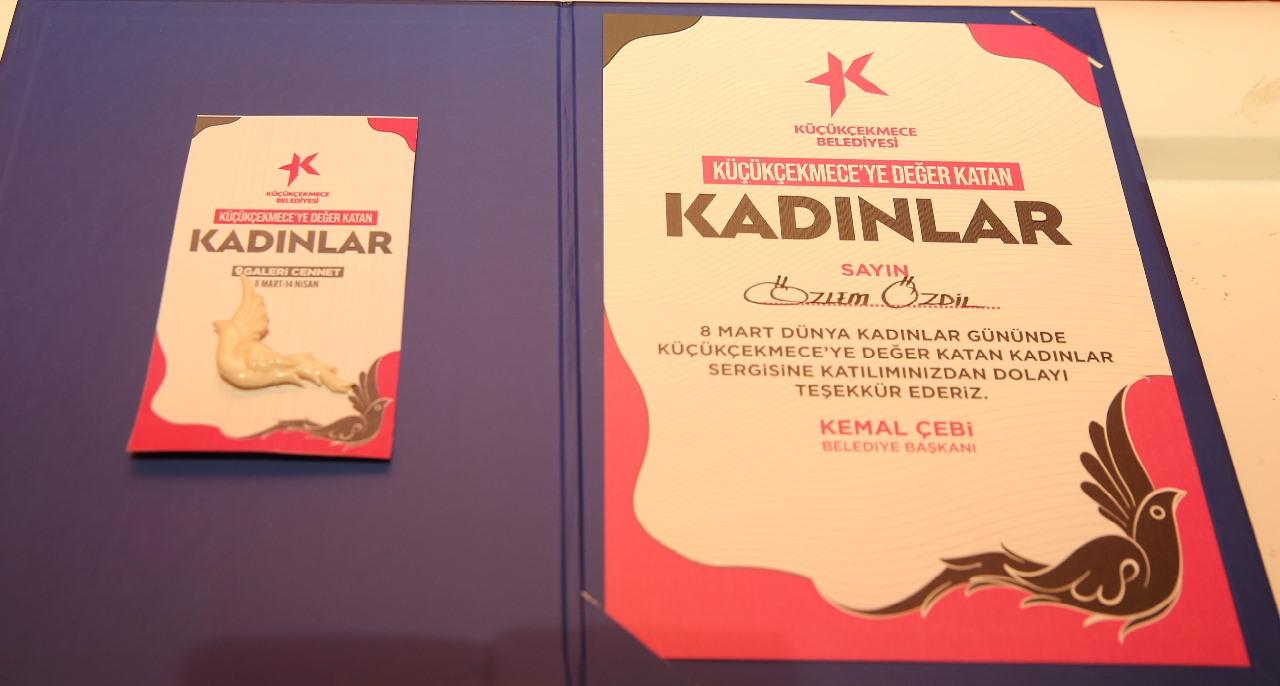 KÜÇÜKÇEKMECE
BELEDİYESİ
KÜÇÜKÇEKMECE'YE DEĞER KATAN
KADINLAR
GALERİ CENNET
8 MART-14 NİSAN
KÜÇÜKÇEKMECE
BELEDİYESİ
KÜÇÜKÇEKMECE'YE DEĞER KATAN
KADINLAR
SAYIN
ÖZLEM ÖZDİL
8 MART DÜNYA KADINLAR GÜNÜNDE
KÜÇÜKÇEKMECE'YE DEĞER KATAN KADINLAR
SERGİSİNE KATILIMINIZDAN DOLAYI
TEŞEKKÜR EDERİZ.
KEMAL ÇEBİ
BELEDİYE BAŞKANI